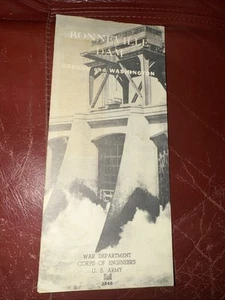 BONNEVILLE
DAM
OREGON and WASHINGTON
WAR DEPARTMENT
CORPS OF ENGINEERS
U. S. ARMY